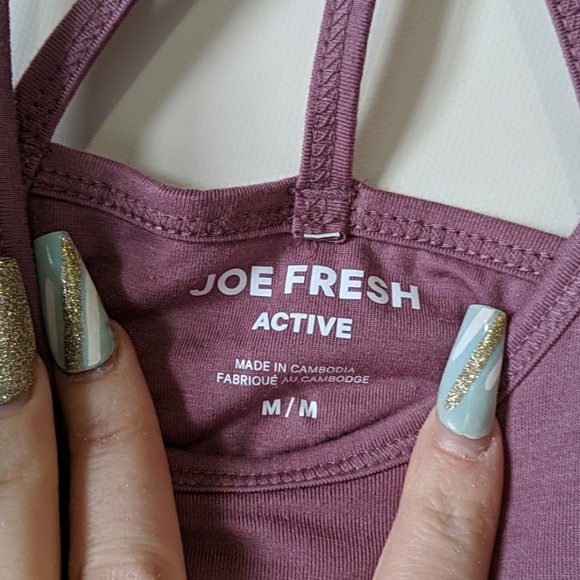 JOE FRESH
ACTIVE
MADE IN CAMBODIA
FABRIQUÉ AU CAMBODGE
M/M